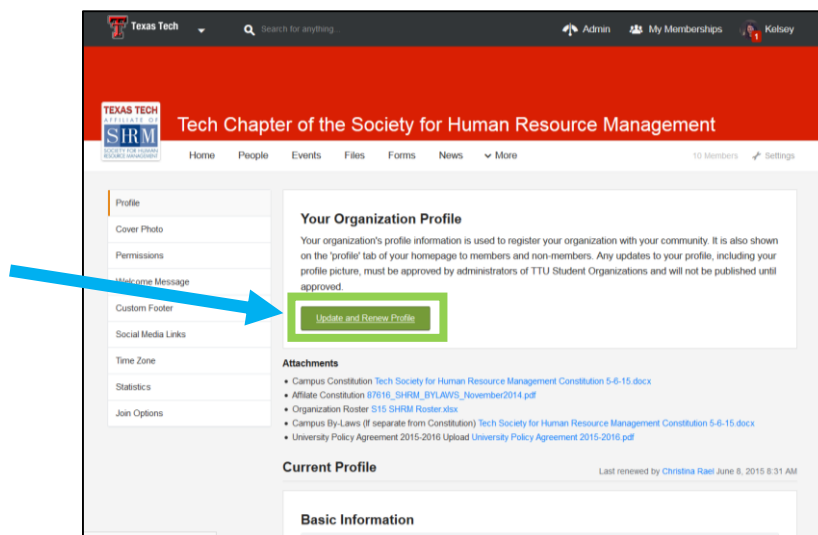 Texas Tech
Search for anything...
Admin
My Memberships
1
Kelsey
TEXAS TECH
AFFILIATE OF
SHRM
SOCIETY FOR HUMAN
RESOURCE MANAGEMENT
Tech Chapter of the Society for Human Resource Management
Home People Events Files Forms News More
10 Members Settings
Profile
Cover Photo
Permissions
Welcome Message
Custom Footer
Social Media Links
Time Zone
Statistics
Join Options
Your Organization Profile
Your organization's profile information is used to register your organization with your community. It is also shown
on the 'profile' tab of your homepage to members and non-members. Any updates to your profile, including your
profile picture, must be approved by administrators of TTU Student Organizations and will not be published until
approved.
Update and Renew Profile
Attachments
• Campus Constitution Tech Society for Human Resource Management Constitution 5-6-15.docx
• Affilate Constitution 87616_SHRM_BYLAWS_November2014.pdf
• Organization Roster S15 SHRM Roster.xlsx
• Campus By-Laws (If separate from Constitution) Tech Society for Human Resource Management Constitution 5-6-15.docx
• University Policy Agreement 2015-2016 Upload University Policy Agreement 2015-2016.pdf
Current Profile
Last renewed by Christina Rael June 8, 2015 8:31 AM
Basic Information